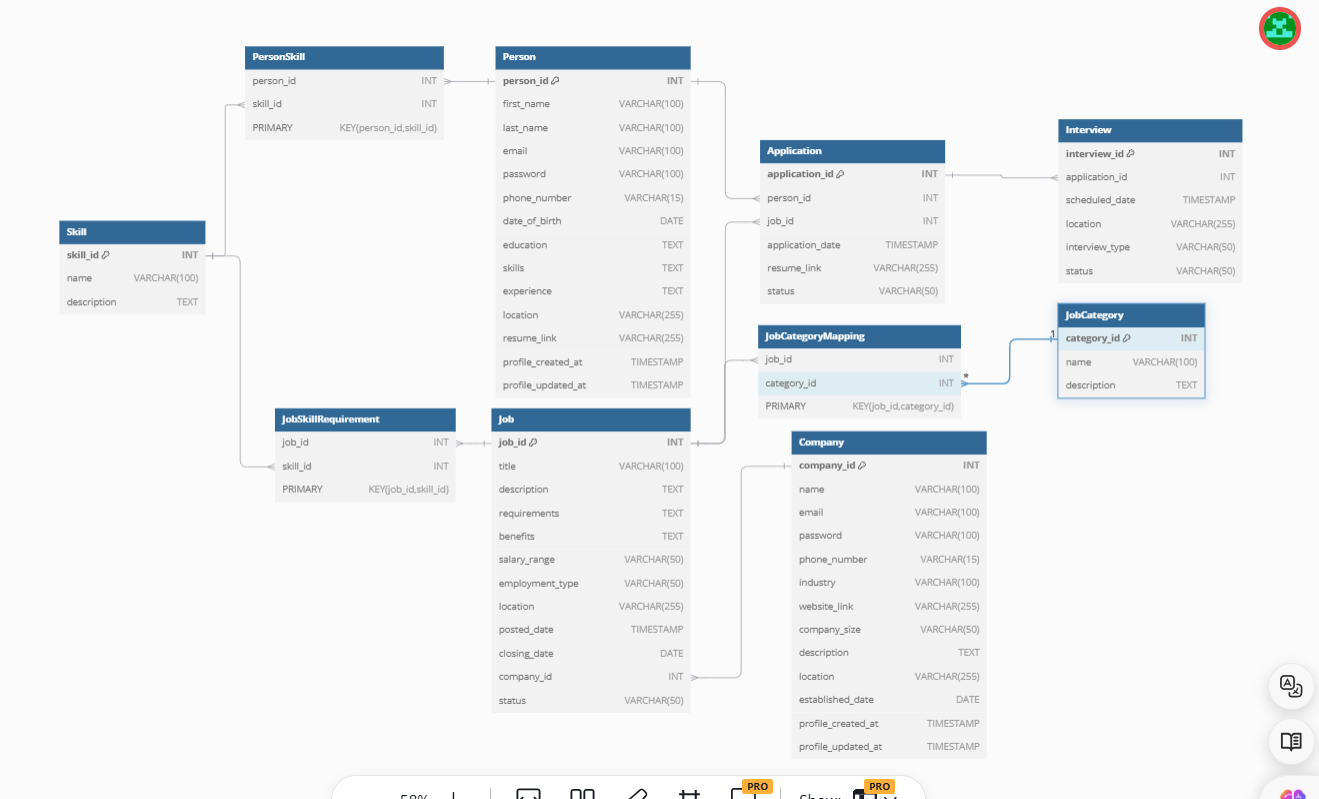 PersonSkill
person_id INT
skill_id INT
PRIMARY KEY(person_id,skill_id)
Person
person_id INT
first_name VARCHAR(100)
last_name VARCHAR(100)
email VARCHAR(100)
password VARCHAR(100)
phone_number VARCHAR(15)
date_of_birth DATE
education TEXT
skills TEXT
experience TEXT
location VARCHAR(255)
resume_link VARCHAR(255)
profile_created_at TIMESTAMP
profile_updated_at TIMESTAMP
Application
application_id INT
person_id INT
job_id INT
application_date TIMESTAMP
resume_link VARCHAR(255)
status VARCHAR(50)
Interview
interview_id INT
application_id INT
scheduled_date TIMESTAMP
location VARCHAR(255)
interview_type VARCHAR(50)
status VARCHAR(50)
Skill
skill_id INT
name VARCHAR(100)
description TEXT
JobCategoryMapping
job_id INT
category_id INT
PRIMARY KEY(job_id,category_id)
*
1
JobCategory
category_id INT
name VARCHAR(100)
description TEXT
JobSkillRequirement
job_id INT
skill_id INT
PRIMARY KEY(job_id,skill_id)
Job
job_id INT
title VARCHAR(100)
description TEXT
requirements TEXT
benefits TEXT
salary_range VARCHAR(50)
employment_type VARCHAR(50)
location VARCHAR(255)
posted_date TIMESTAMP
closing_date DATE
company_id INT
status VARCHAR(50)
Company
company_id INT
name VARCHAR(100)
email VARCHAR(100)
password VARCHAR(100)
phone_number VARCHAR(15)
industry VARCHAR(100)
website_link VARCHAR(255)
company_size VARCHAR(50)
description TEXT
location VARCHAR(255)
established_date DATE
profile_created_at TIMESTAMP
profile_updated_at TIMESTAMP
PRO
PRO
Show: